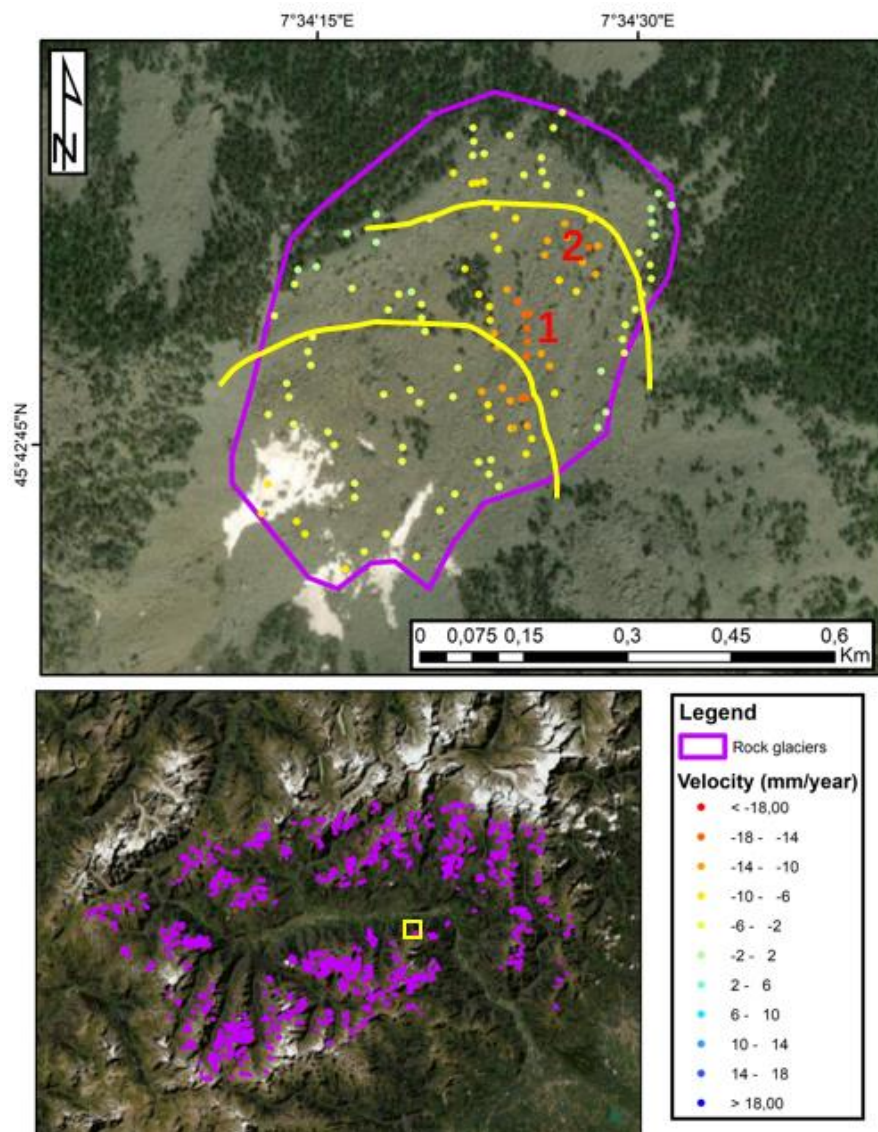 7°34'15"E 7°34'30"E
N
45°42'45"N
2
1
0 0,075 0,15 0,3 0,45 0,6
Km
Legend
Rock glaciers
Velocity (mm/year)
< -18,00
-18 - -14
-14 - -10
-10 - -6
-6 - -2
-2 - 2
2 - 6
6 - 10
10 - 14
14 - 18
> 18,00